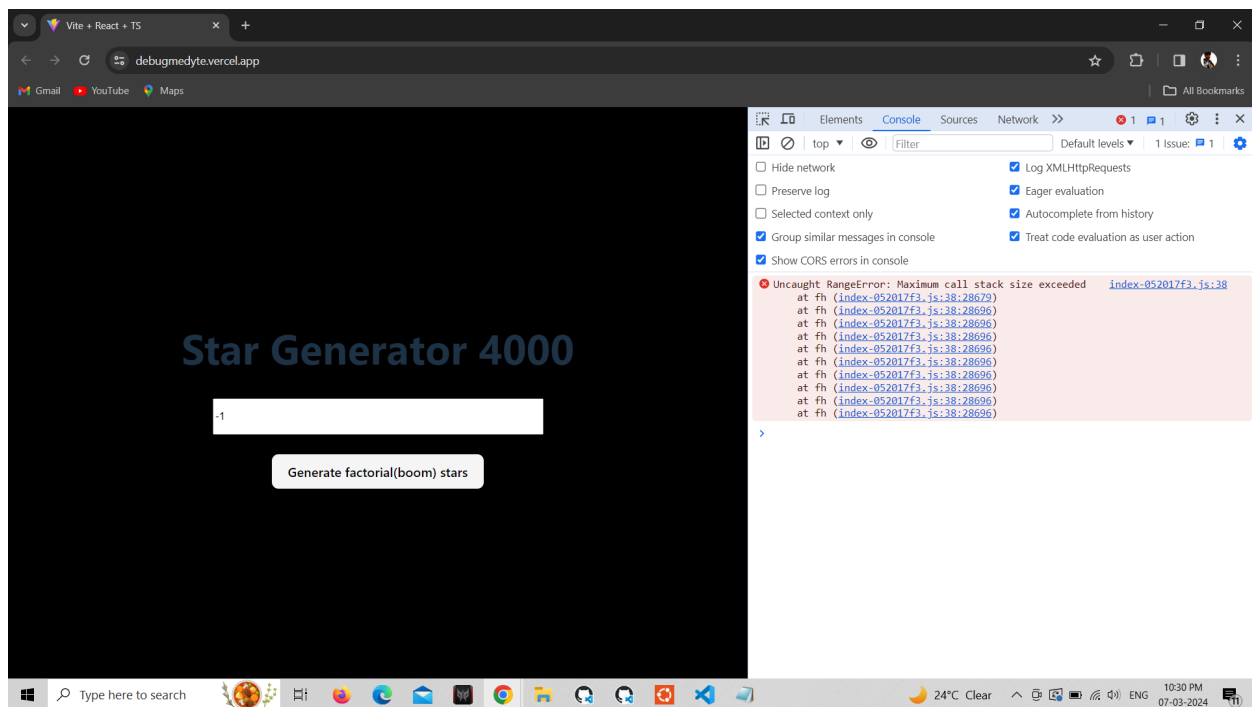 Vite + React + TS
debugmedyte.vercel.app
Gmail YouTube Maps All Bookmarks
Elements Console Sources Network 1 1
top Filter Default levels 1 Issue: 1
Hide network Log XMLHttpRequests
Preserve log Eager evaluation
Selected context only Autocomplete from history
Group similar messages in console Treat code evaluation as user action
Show CORS errors in console
Uncaught RangeError: Maximum call stack size exceeded index-052017f3.js:38
at fh (index-052017f3.js:38:28679)
at fh (index-052017f3.js:38:28696)
at fh (index-052017f3.js:38:28696)
at fh (index-052017f3.js:38:28696)
at fh (index-052017f3.js:38:28696)
at fh (index-052017f3.js:38:28696)
at fh (index-052017f3.js:38:28696)
at fh (index-052017f3.js:38:28696)
at fh (index-052017f3.js:38:28696)
at fh (index-052017f3.js:38:28696)
Star Generator 4000
-1
Generate factorial(boom) stars
Type here to search 24°C Clear ENG 10:30 PM
07-03-2024 11